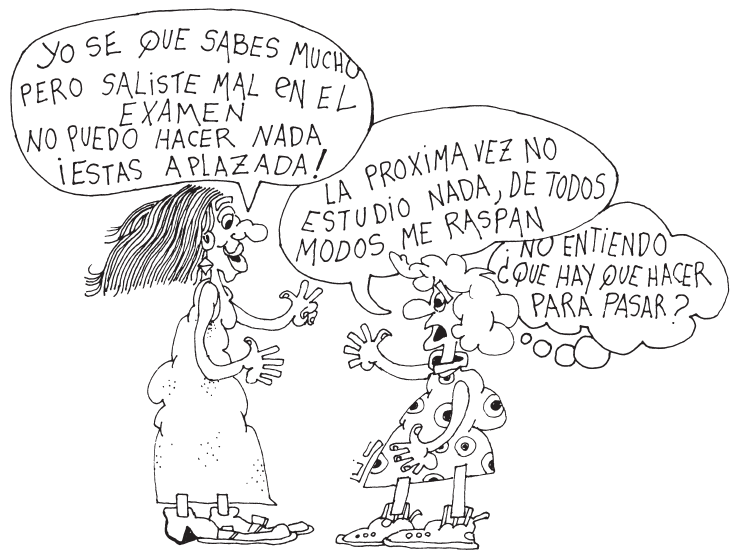 YO SE QUE SABES MUCHO
PERO SALISTE MAL EN EL
EXAMEN
NO PUEDO HACER NADA
¡ESTAS APLAZADA!
LA PROXIMA VEZ NO
ESTUDIO NADA, DE TODOS
MODOS ME RASPAN
¡NO ENTIENDO
¿QUE HAY QUE HACER
PARA PASAR?